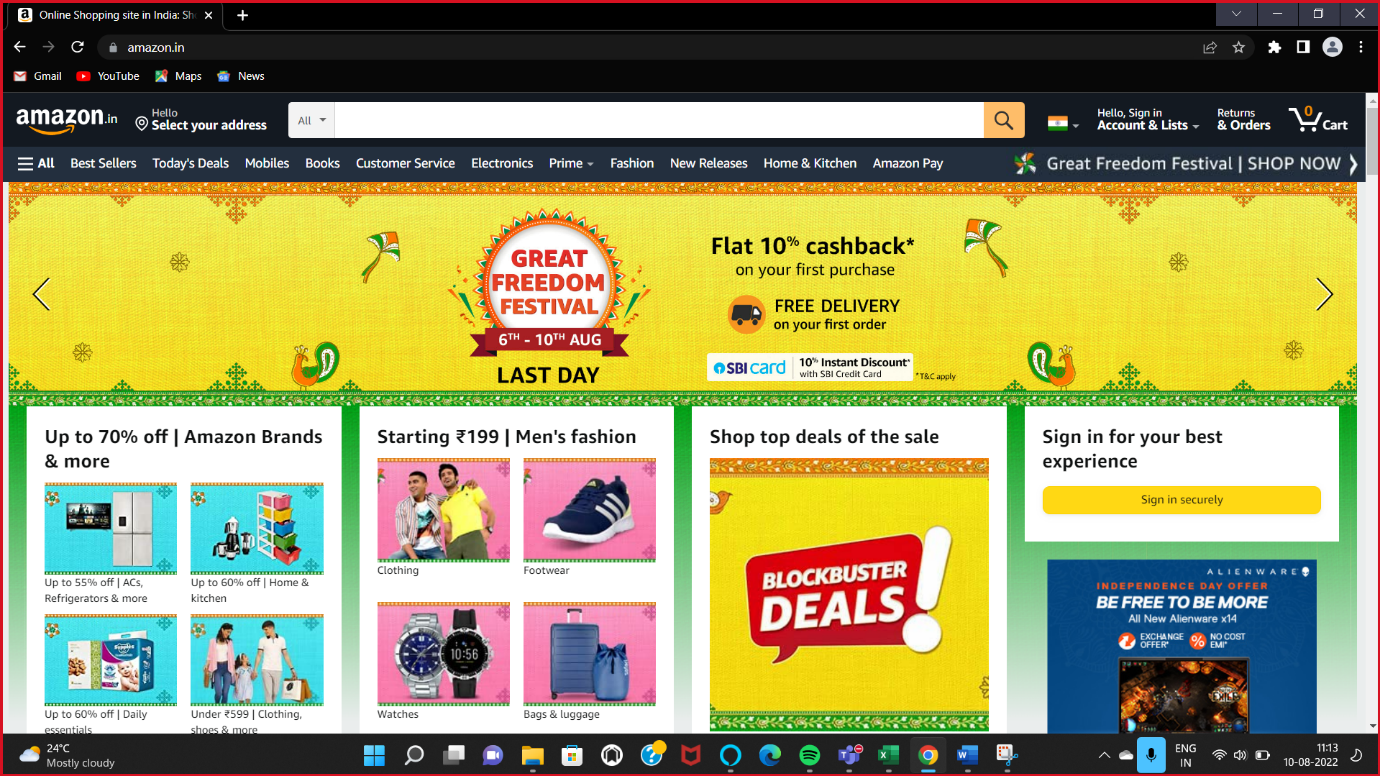 Online Shopping site in India: Sh
amazon.in
Gmail
YouTube
Maps
News
amazon.in
Hello
Select your address
All
Hello, Sign in
Account & Lists
Returns
& Orders
0
Cart
All
Best Sellers
Today's Deals
Mobiles
Books
Customer Service
Electronics
Prime
Fashion
New Releases
Home & Kitchen
Amazon Pay
Great Freedom Festival | SHOP NOW
GREAT
FREEDOM
FESTIVAL
6TH - 10TH AUG
LAST DAY
Flat 10% cashback*
on your first purchase
FREE DELIVERY
on your first order
SBI card
10% Instant Discount*
with SBI Credit Card
*T&C apply
Up to 70% off | Amazon Brands
& more
Up to 55% off | ACs,
Refrigerators & more
Up to 60% off | Home &
kitchen
Up to 60% off | Daily
essentials
Under ₹599 | Clothing,
shoes & more
Starting ₹199 | Men's fashion
Clothing
Footwear
10:56
Watches
Bags & luggage
Shop top deals of the sale
BLOCKBUSTER
DEALS!
Sign in for your best
experience
Sign in securely
ALIENWARE
INDEPENDENCE DAY OFFER
BE FREE TO BE MORE
All New Alienware x14
EXCHANGE
OFFER*
NO COST
EMI*
24°C
Mostly cloudy
ENG
IN
11:13
10-08-2022